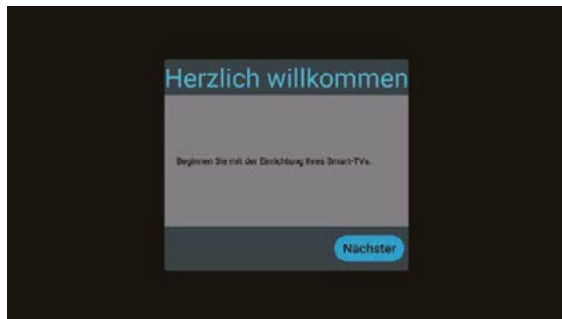 Herzlich willkommen
Beginnen Sie mit der Einrichtung Ihres Smart-TVs.
Nächster